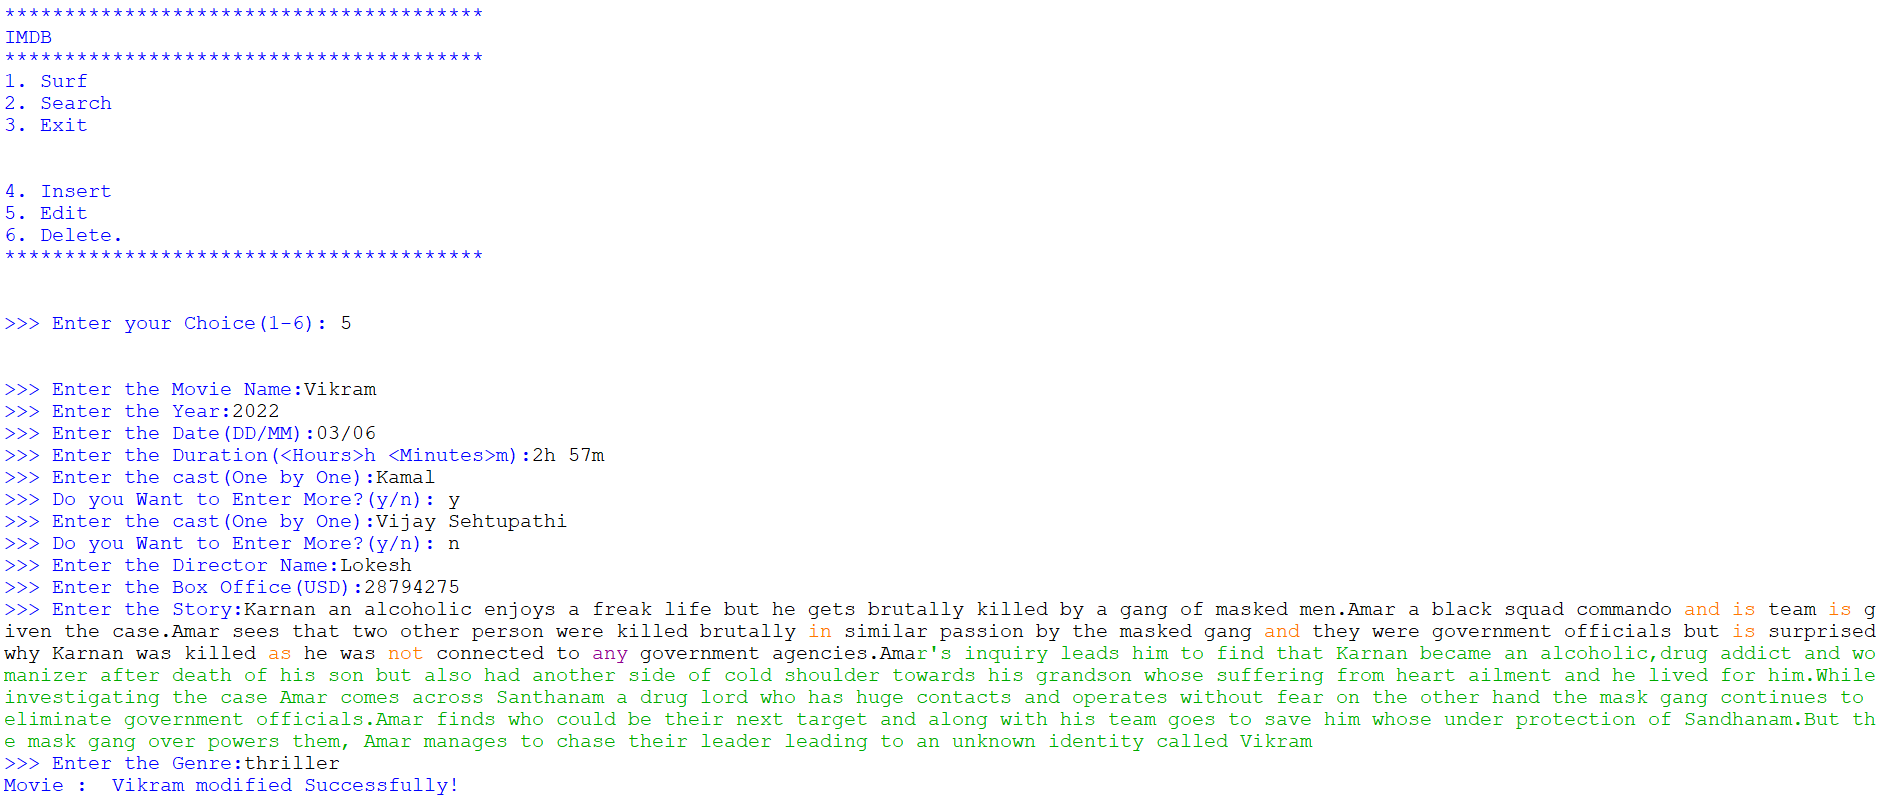 ****************************************
IMDB
****************************************
1. Surf
2. Search
3. Exit
4. Insert
5. Edit
6. Delete.
****************************************
>>> Enter your Choice(1-6): 5
>>> Enter the Movie Name:Vikram
>>> Enter the Year:2022
>>> Enter the Date(DD/MM):03/06
>>> Enter the Duration(<Hours>h <Minutes>m):2h 57m
>>> Enter the cast(One by One):Kamal
>>> Do you Want to Enter More?(y/n): y
>>> Enter the cast(One by One):Vijay Sehtupathi
>>> Do you Want to Enter More?(y/n): n
>>> Enter the Director Name:Lokesh
>>> Enter the Box Office(USD):28794275
>>> Enter the Story:Karnan an alcoholic enjoys a freak life but he gets brutally killed by a gang of masked men.Amar a black squad commando and is team is g
iven the case.Amar sees that two other person were killed brutally in similar passion by the masked gang and they were government officials but is surprised
why Karnan was killed as he was not connected to any government agencies.Amar's inquiry leads him to find that Karnan became an alcoholic,drug addict and wo
manizer after death of his son but also had another side of cold shoulder towards his grandson whose suffering from heart ailment and he lived for him.While
investigating the case Amar comes across Santhanam a drug lord who has huge contacts and operates without fear on the other hand the mask gang continues to
eliminate government officials.Amar finds who could be their next target and along with his team goes to save him whose under protection of Sandhanam.But th
e mask gang over powers them, Amar manages to chase their leader leading to an unknown identity called Vikram
>>> Enter the Genre:thriller
Movie :  Vikram modified Successfully!